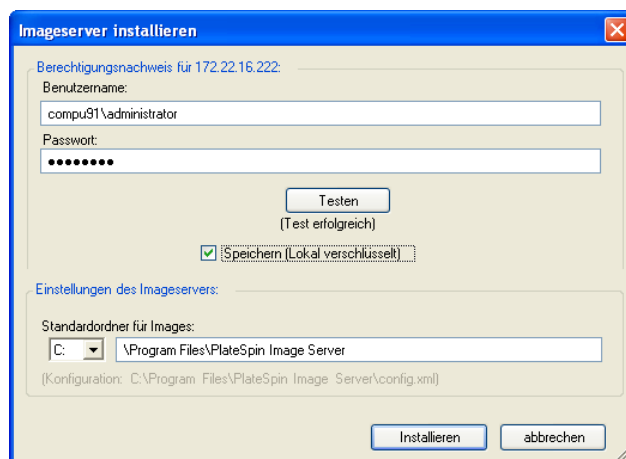 Imageserver installieren
Berechtigungsnachweis für 172.22.16.222:
Benutzername:
compu91\administrator
Passwort:
●●●●●●●●
Testen
(Test erfolgreich)
Speichern (Lokal verschlüsselt)
Einstellungen des Imageservers:
Standardordner für Images:
C: \Program Files\PlateSpin Image Server
(Konfiguration: C:\Program Files\PlateSpin Image Server\config.xml)
Installieren abbrechen